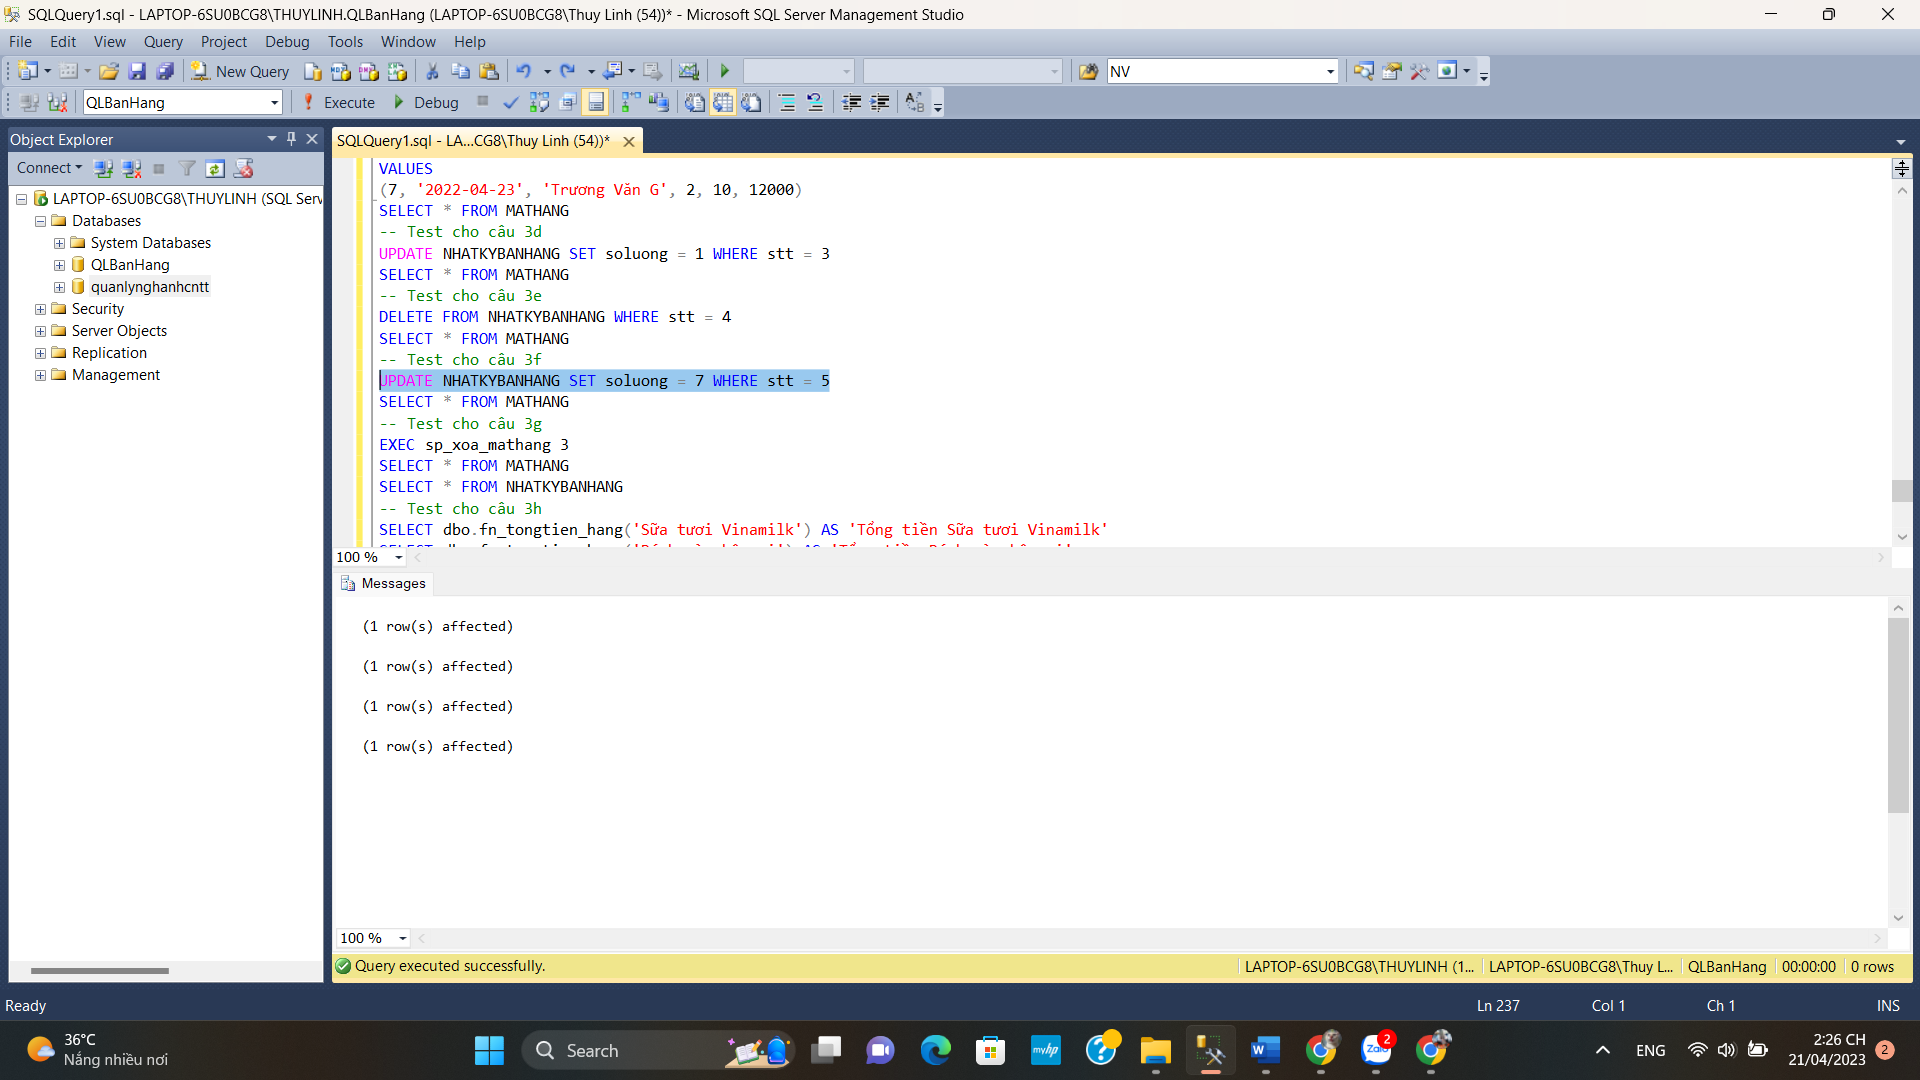 SQLQuery1.sql - LAPTOP-6SU0BCG8\THUYLINH.QLBanHang (LAPTOP-6SU0BCG8\Thuy Linh (54))* - Microsoft SQL Server Management Studio
File Edit View Query Project Debug Tools Window Help
New Query NV
QLBanHang Execute Debug
Object Explorer
Connect
LAPTOP-6SU0BCG8\THUYLINH (SQL Serv
Databases
System Databases
QLBanHang
quanlynghanhcntt
Security
Server Objects
Replication
Management
SQLQuery1.sql - LA...CG8\Thuy Linh (54))*
VALUES
(7, '2022-04-23', 'Trương Văn G', 2, 10, 12000)
SELECT * FROM MATHANG
-- Test cho câu 3d
UPDATE NHATKYBANHANG SET soluong = 1 WHERE stt = 3
SELECT * FROM MATHANG
-- Test cho câu 3e
DELETE FROM NHATKYBANHANG WHERE stt = 4
SELECT * FROM MATHANG
-- Test cho câu 3f
UPDATE NHATKYBANHANG SET soluong = 7 WHERE stt = 5
SELECT * FROM MATHANG
-- Test cho câu 3g
EXEC sp_xoa_mathang 3
SELECT * FROM MATHANG
SELECT * FROM NHATKYBANHANG
-- Test cho câu 3h
SELECT dbo.fn_tongtien_hang('Sữa tươi Vinamilk') AS 'Tổng tiền Sữa tươi Vinamilk'
100 %
Messages
(1 row(s) affected)
(1 row(s) affected)
(1 row(s) affected)
(1 row(s) affected)
100 %
Query executed successfully. LAPTOP-6SU0BCG8\THUYLINH (1... LAPTOP-6SU0BCG8\Thuy L... QLBanHang 00:00:00 0 rows
Ready Ln 237 Col 1 Ch 1 INS
36°C
Nắng nhiều nơi
Search
myhp
Zalo
2
ENG
2:26 CH
21/04/2023
2